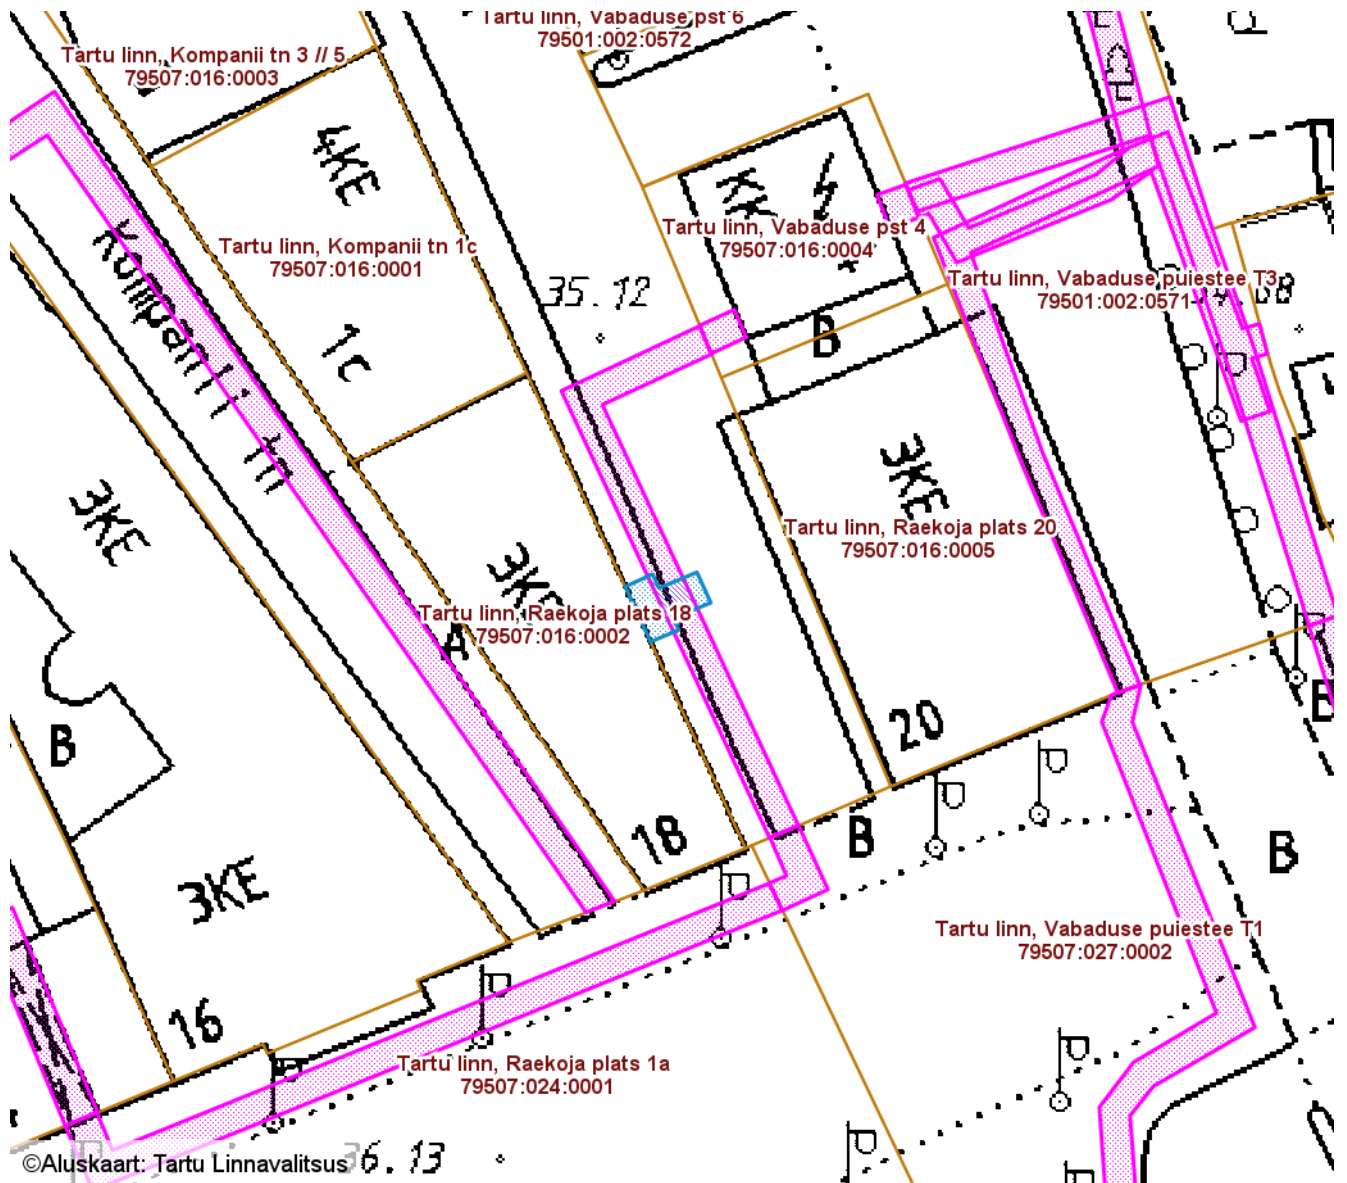 Tartu linn, Vabaduse pst 6
79501:002:0572
Tartu linn, Kompanii tn 3 // 5
79507:016:0003
4KE
KK
Tartu linn, Vabaduse pst 4
79507:016:0004
Tartu linn, Kompanii tn 1c
79507:016:0001
Kompanii tn
35.12
Tartu linn, Vabaduse puiestee T3
79501:002:0571
B
1c
3KE
3KE
Tartu linn, Raekoja plats 20
79507:016:0005
3KE
Tartu linn, Raekoja plats 18
79507:016:0002
A
B
20
B
18
B
B
3KE
Tartu linn, Vabaduse puiestee T1
79507:027:0002
16
Tartu linn, Raekoja plats 1a
79507:024:0001
36.13
©Aluskaart: Tartu Linnavalitsus